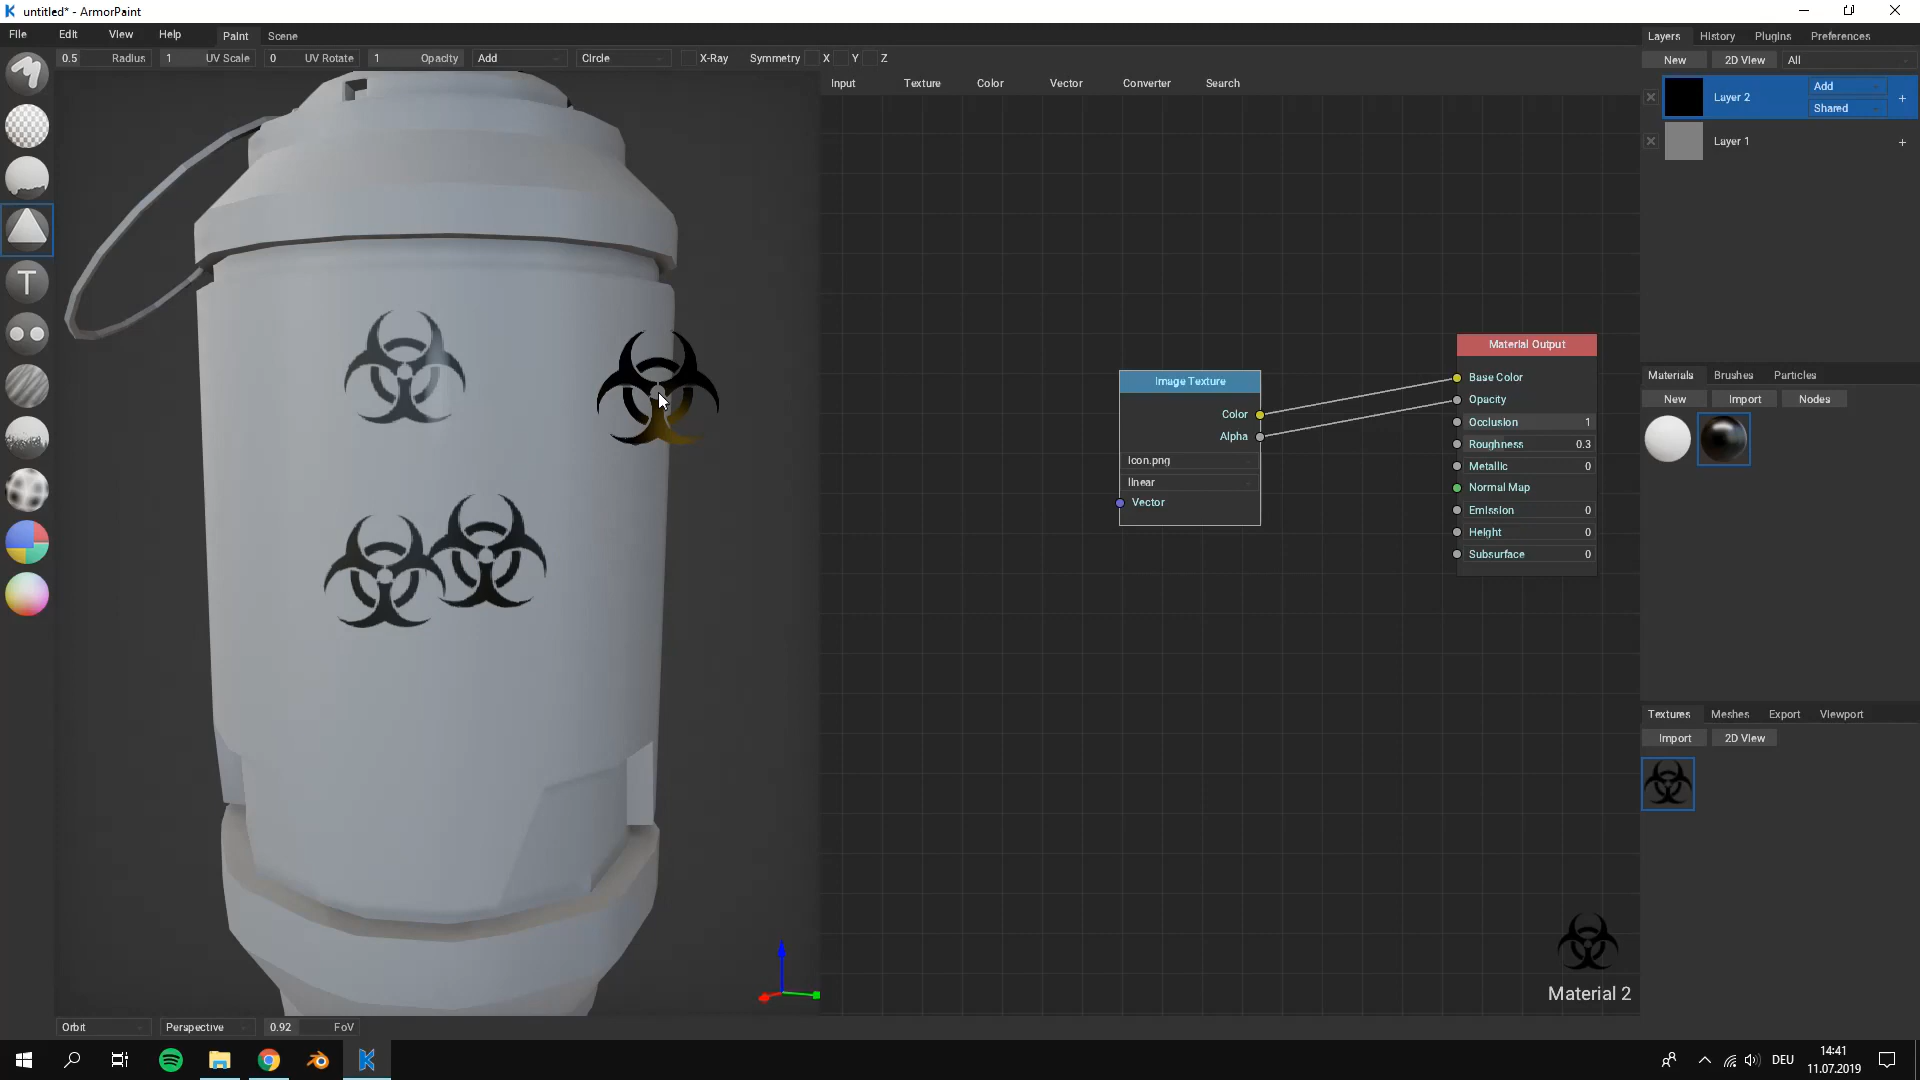 untitled* - ArmorPaint
File Edit View Help Paint Scene
0.5 Radius 1 UV Scale 0 UV Rotate 1 Opacity Add Circle X-Ray Symmetry X Y Z
Input Texture Color Vector Converter Search
Layers History Plugins Preferences
New 2D View All
Layer 2 Add +
Shared
Layer 1 +
Image Texture
Color
Alpha
Icon.png
linear
Vector
Material Output
Base Color
Opacity
Occlusion 1
Roughness 0.3
Metallic 0
Normal Map
Emission 0
Height 0
Subsurface 0
Materials Brushes Particles
New Import Nodes
Textures Meshes Export Viewport
Import 2D View
T
Material 2
Orbit Perspective 0.92 FoV
DEU
14:41
11.07.2019